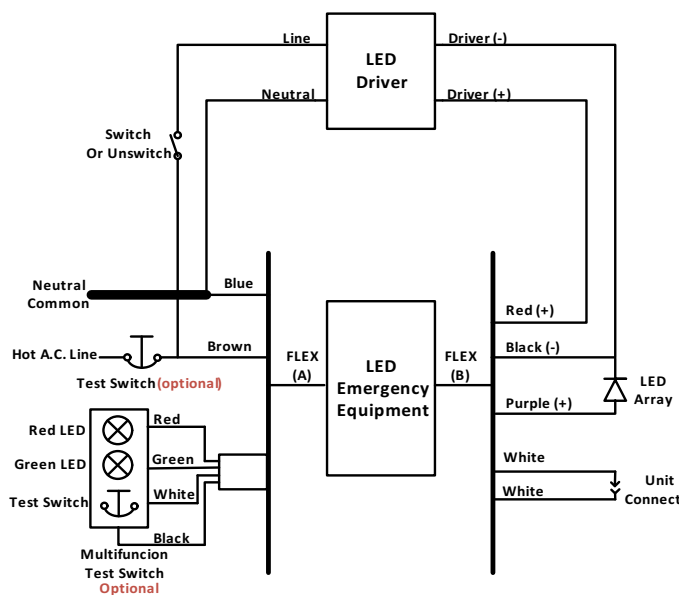 Line
LED
Driver
Driver (-)
Neutral
Driver (+)
Switch
Or Unswitch
Neutral
Common
Blue
Red (+)
Hot A.C. Line
Brown
Test Switch (optional)
FLEX
(A)
LED
Emergency
Equipment
FLEX
(B)
Black (-)
LED
Array
Purple (+)
Red LED
Red
Green LED
Green
Test Switch
White
Black
Multifuncion
Test Switch
Optional
White
White
Unit
Connect